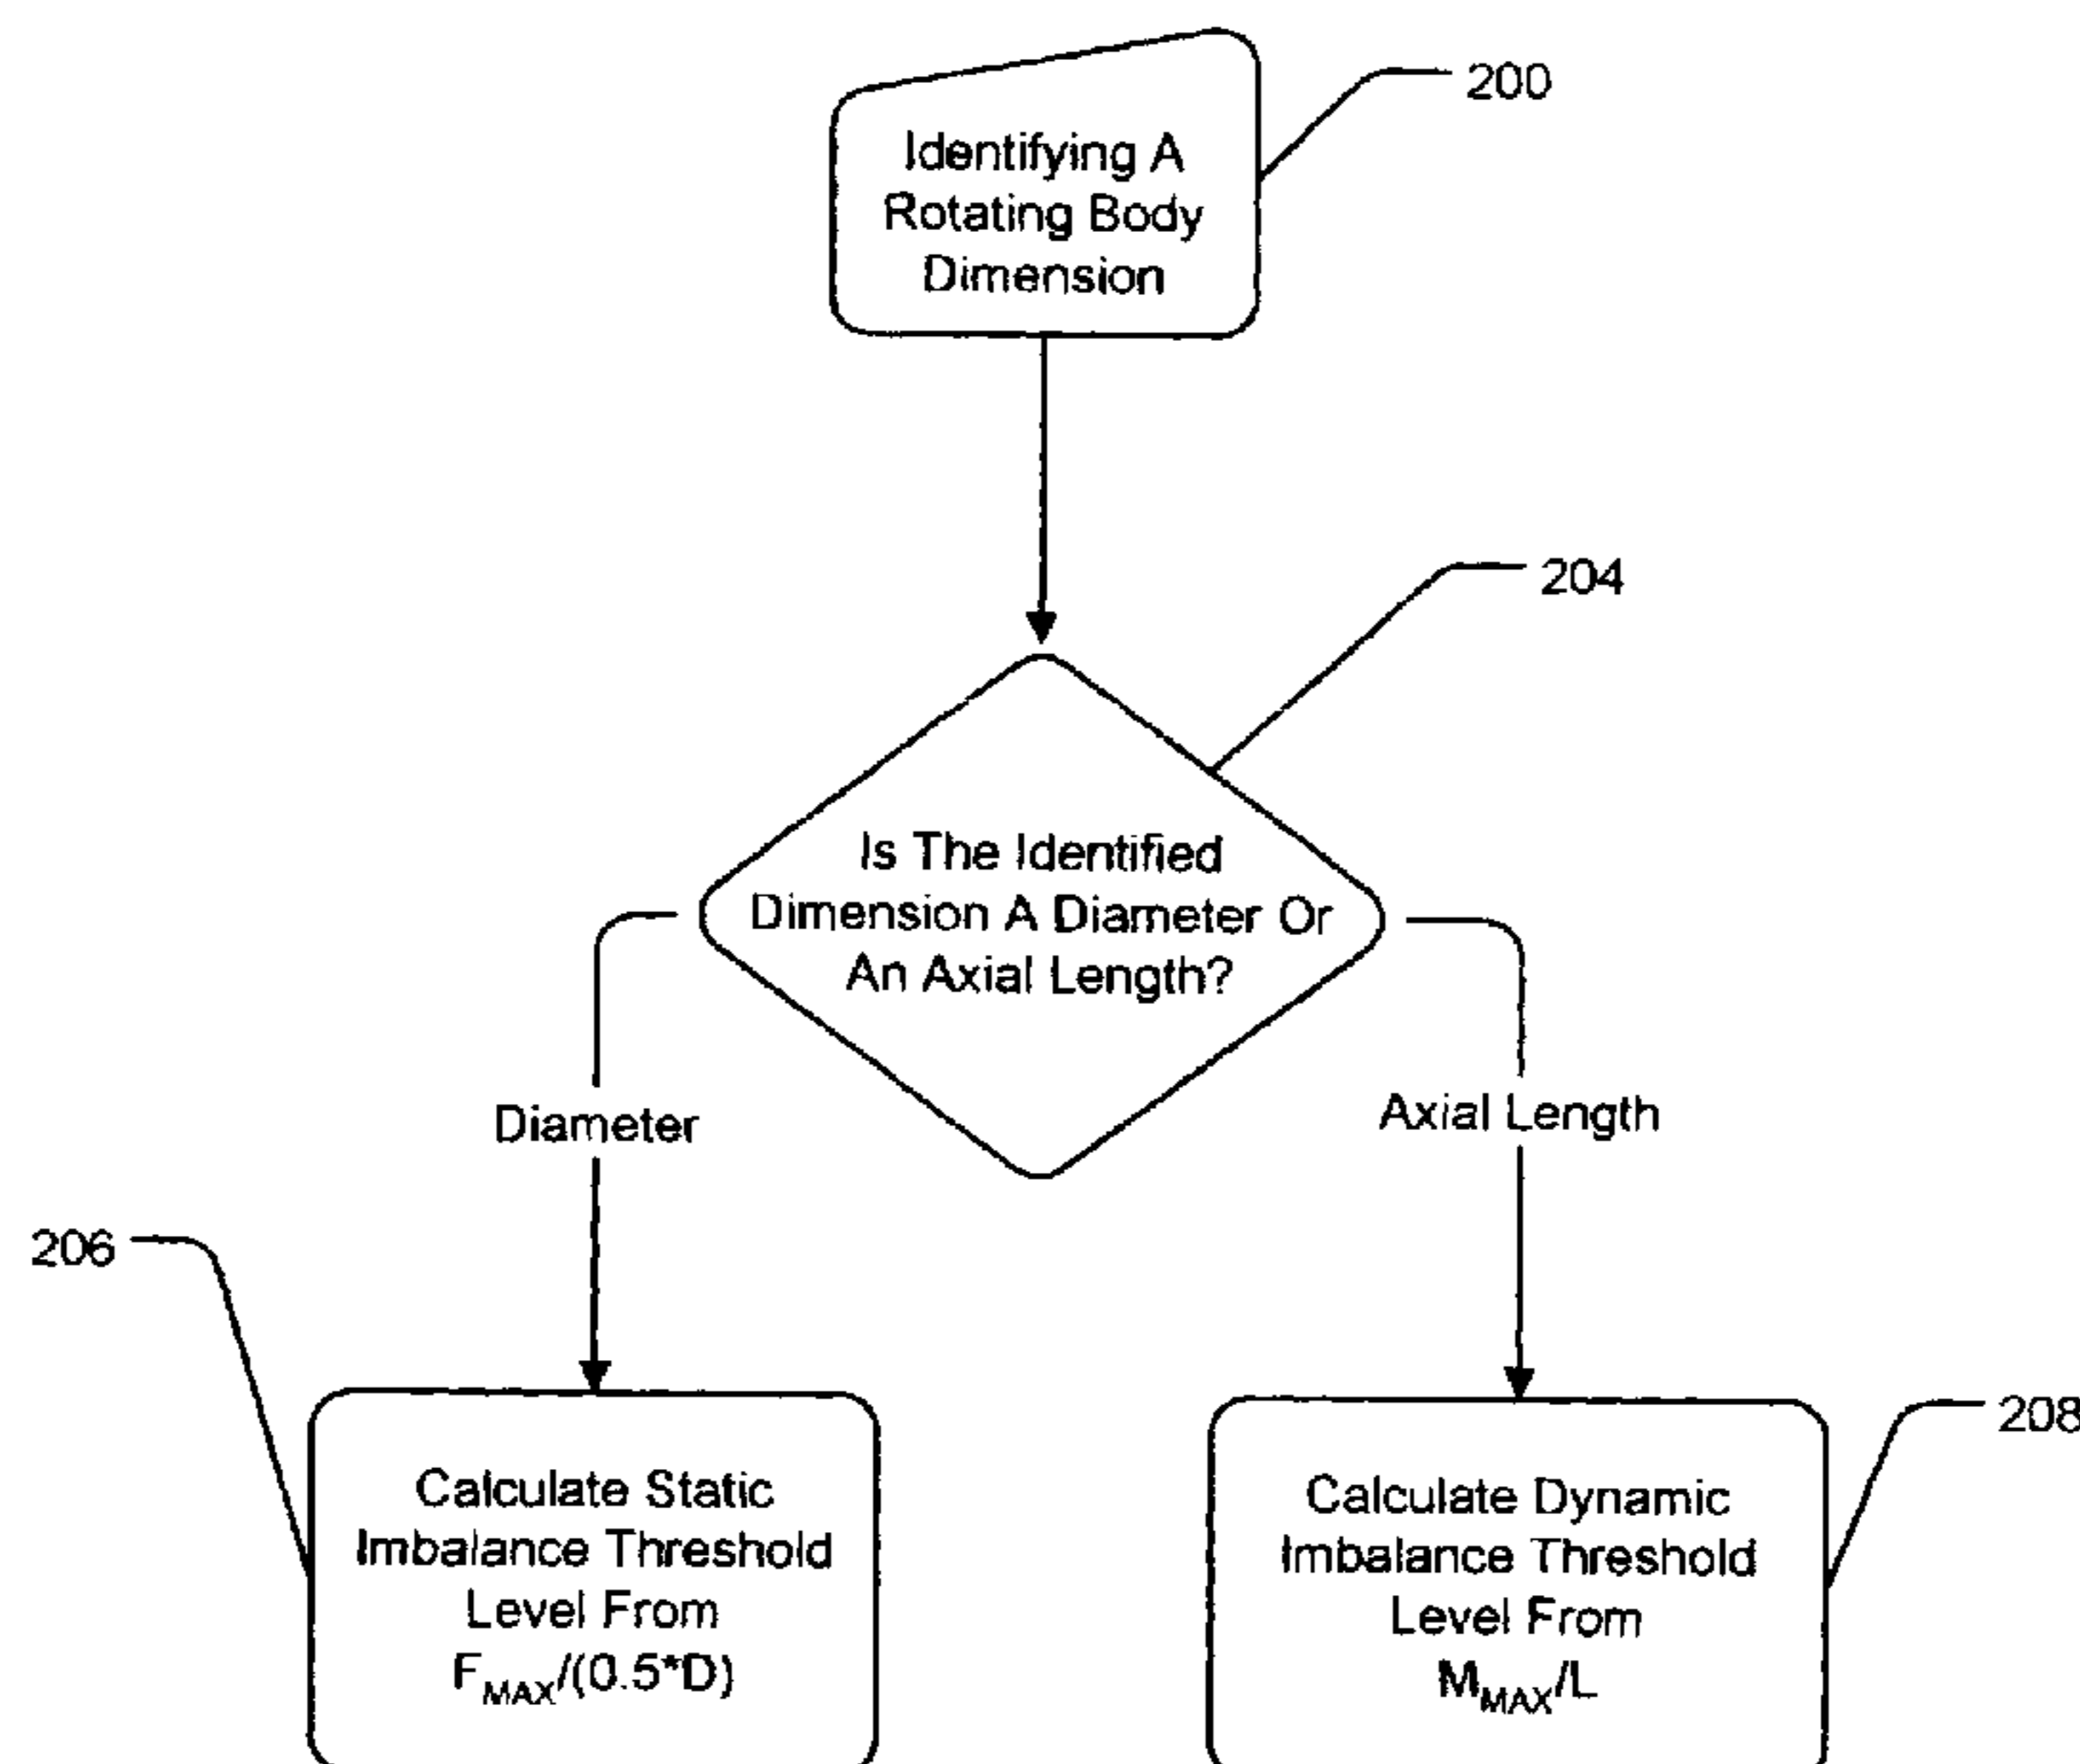 200
Identifying A
Rotating Body
Dimension
204
Is The Identified
Dimension A Diameter Or
An Axial Length?
Diameter
Axial Length
206
208
Calculate Static
Imbalance Threshold
Level From
F_MAX/(0.5*D)
Calculate Dynamic
Imbalance Threshold
Level From
M_MAX/L